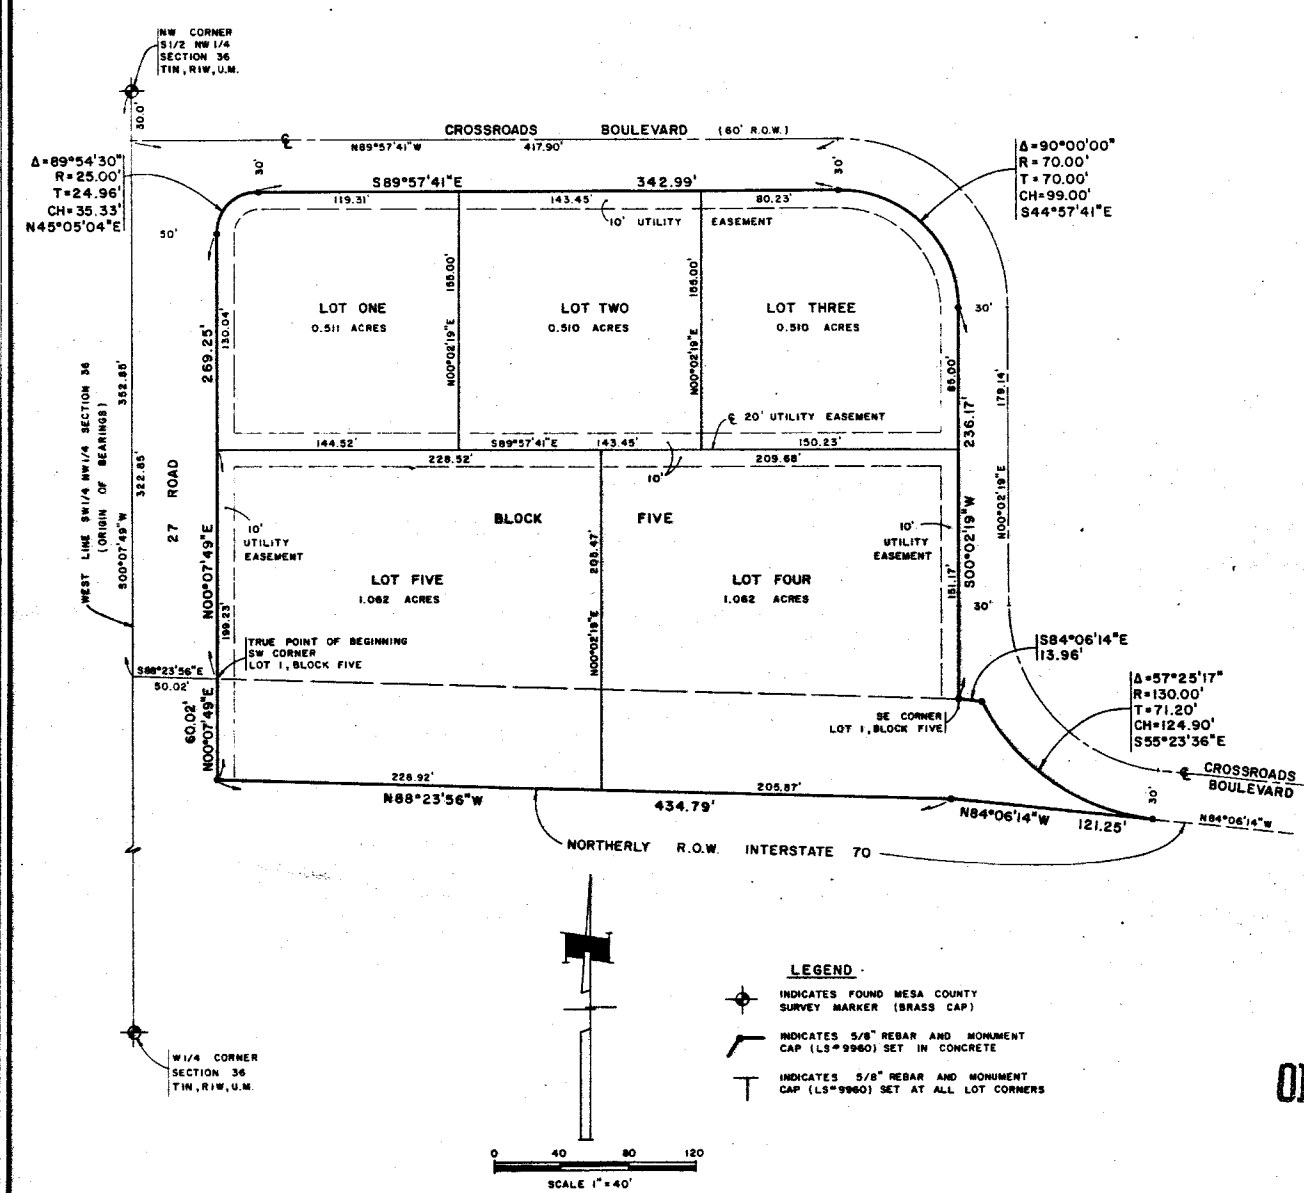 NW CORNER
S1/2 NW 1/4
SECTION 36
T1N, R1W, U.M.
30.0'
CROSSROADS BOULEVARD (60' R.O.W.)
N89°57'41"W 417.90'
Δ=89°54'30"
R=25.00'
T=24.96'
CH=35.33'
N45°05'04"E
Δ=90°00'00"
R=70.00'
T=70.00'
CH=99.00'
S44°57'41"E
30'
30'
S89°57'41"E 342.99'
119.31' 143.45' 80.23'
10' UTILITY EASEMENT
50'
LOT ONE
0.511 ACRES
LOT TWO
0.510 ACRES
LOT THREE
0.510 ACRES
30'
269.25'
130.04'
155.00'
N00°02'19"E
155.00'
N00°02'19"E
85.00'
236.17'
179.14'
N00°02'19"E
WEST LINE SW1/4 NW1/4 SECTION 36
(ORIGIN OF BEARINGS)
S00°07'49"W
352.85'
322.85'
27 ROAD
℄ 20' UTILITY EASEMENT
144.52' S89°57'41"E 143.45' 150.23'
228.52' 209.68'
10'
BLOCK FIVE
10'
UTILITY
EASEMENT
10'
UTILITY
EASEMENT
N00°07'49"E
199.23'
205.47'
N00°02'19"E
S00°02'19"W
151.17'
LOT FIVE
1.062 ACRES
LOT FOUR
1.062 ACRES
30'
TRUE POINT OF BEGINNING
SW CORNER
LOT 1, BLOCK FIVE
S88°23'56"E
50.02'
S84°06'14"E
13.96'
Δ=57°25'17"
R=130.00'
T=71.20'
CH=124.90'
S55°23'36"E
60.02'
N00°07'49"E
SE CORNER
LOT 1, BLOCK FIVE
℄ CROSSROADS
BOULEVARD
30'
228.92' 205.87'
N88°23'56"W 434.79'
N84°06'14"W 121.25'
N84°06'14"W
NORTHERLY R.O.W. INTERSTATE 70
W1/4 CORNER
SECTION 36
T1N, R1W, U.M.
LEGEND
INDICATES FOUND MESA COUNTY
SURVEY MARKER (BRASS CAP)
INDICATES 5/8" REBAR AND MONUMENT
CAP (LS#9960) SET IN CONCRETE
INDICATES 5/8" REBAR AND MONUMENT
CAP (LS#9960) SET AT ALL LOT CORNERS
0 40 80 120
SCALE 1"=40'